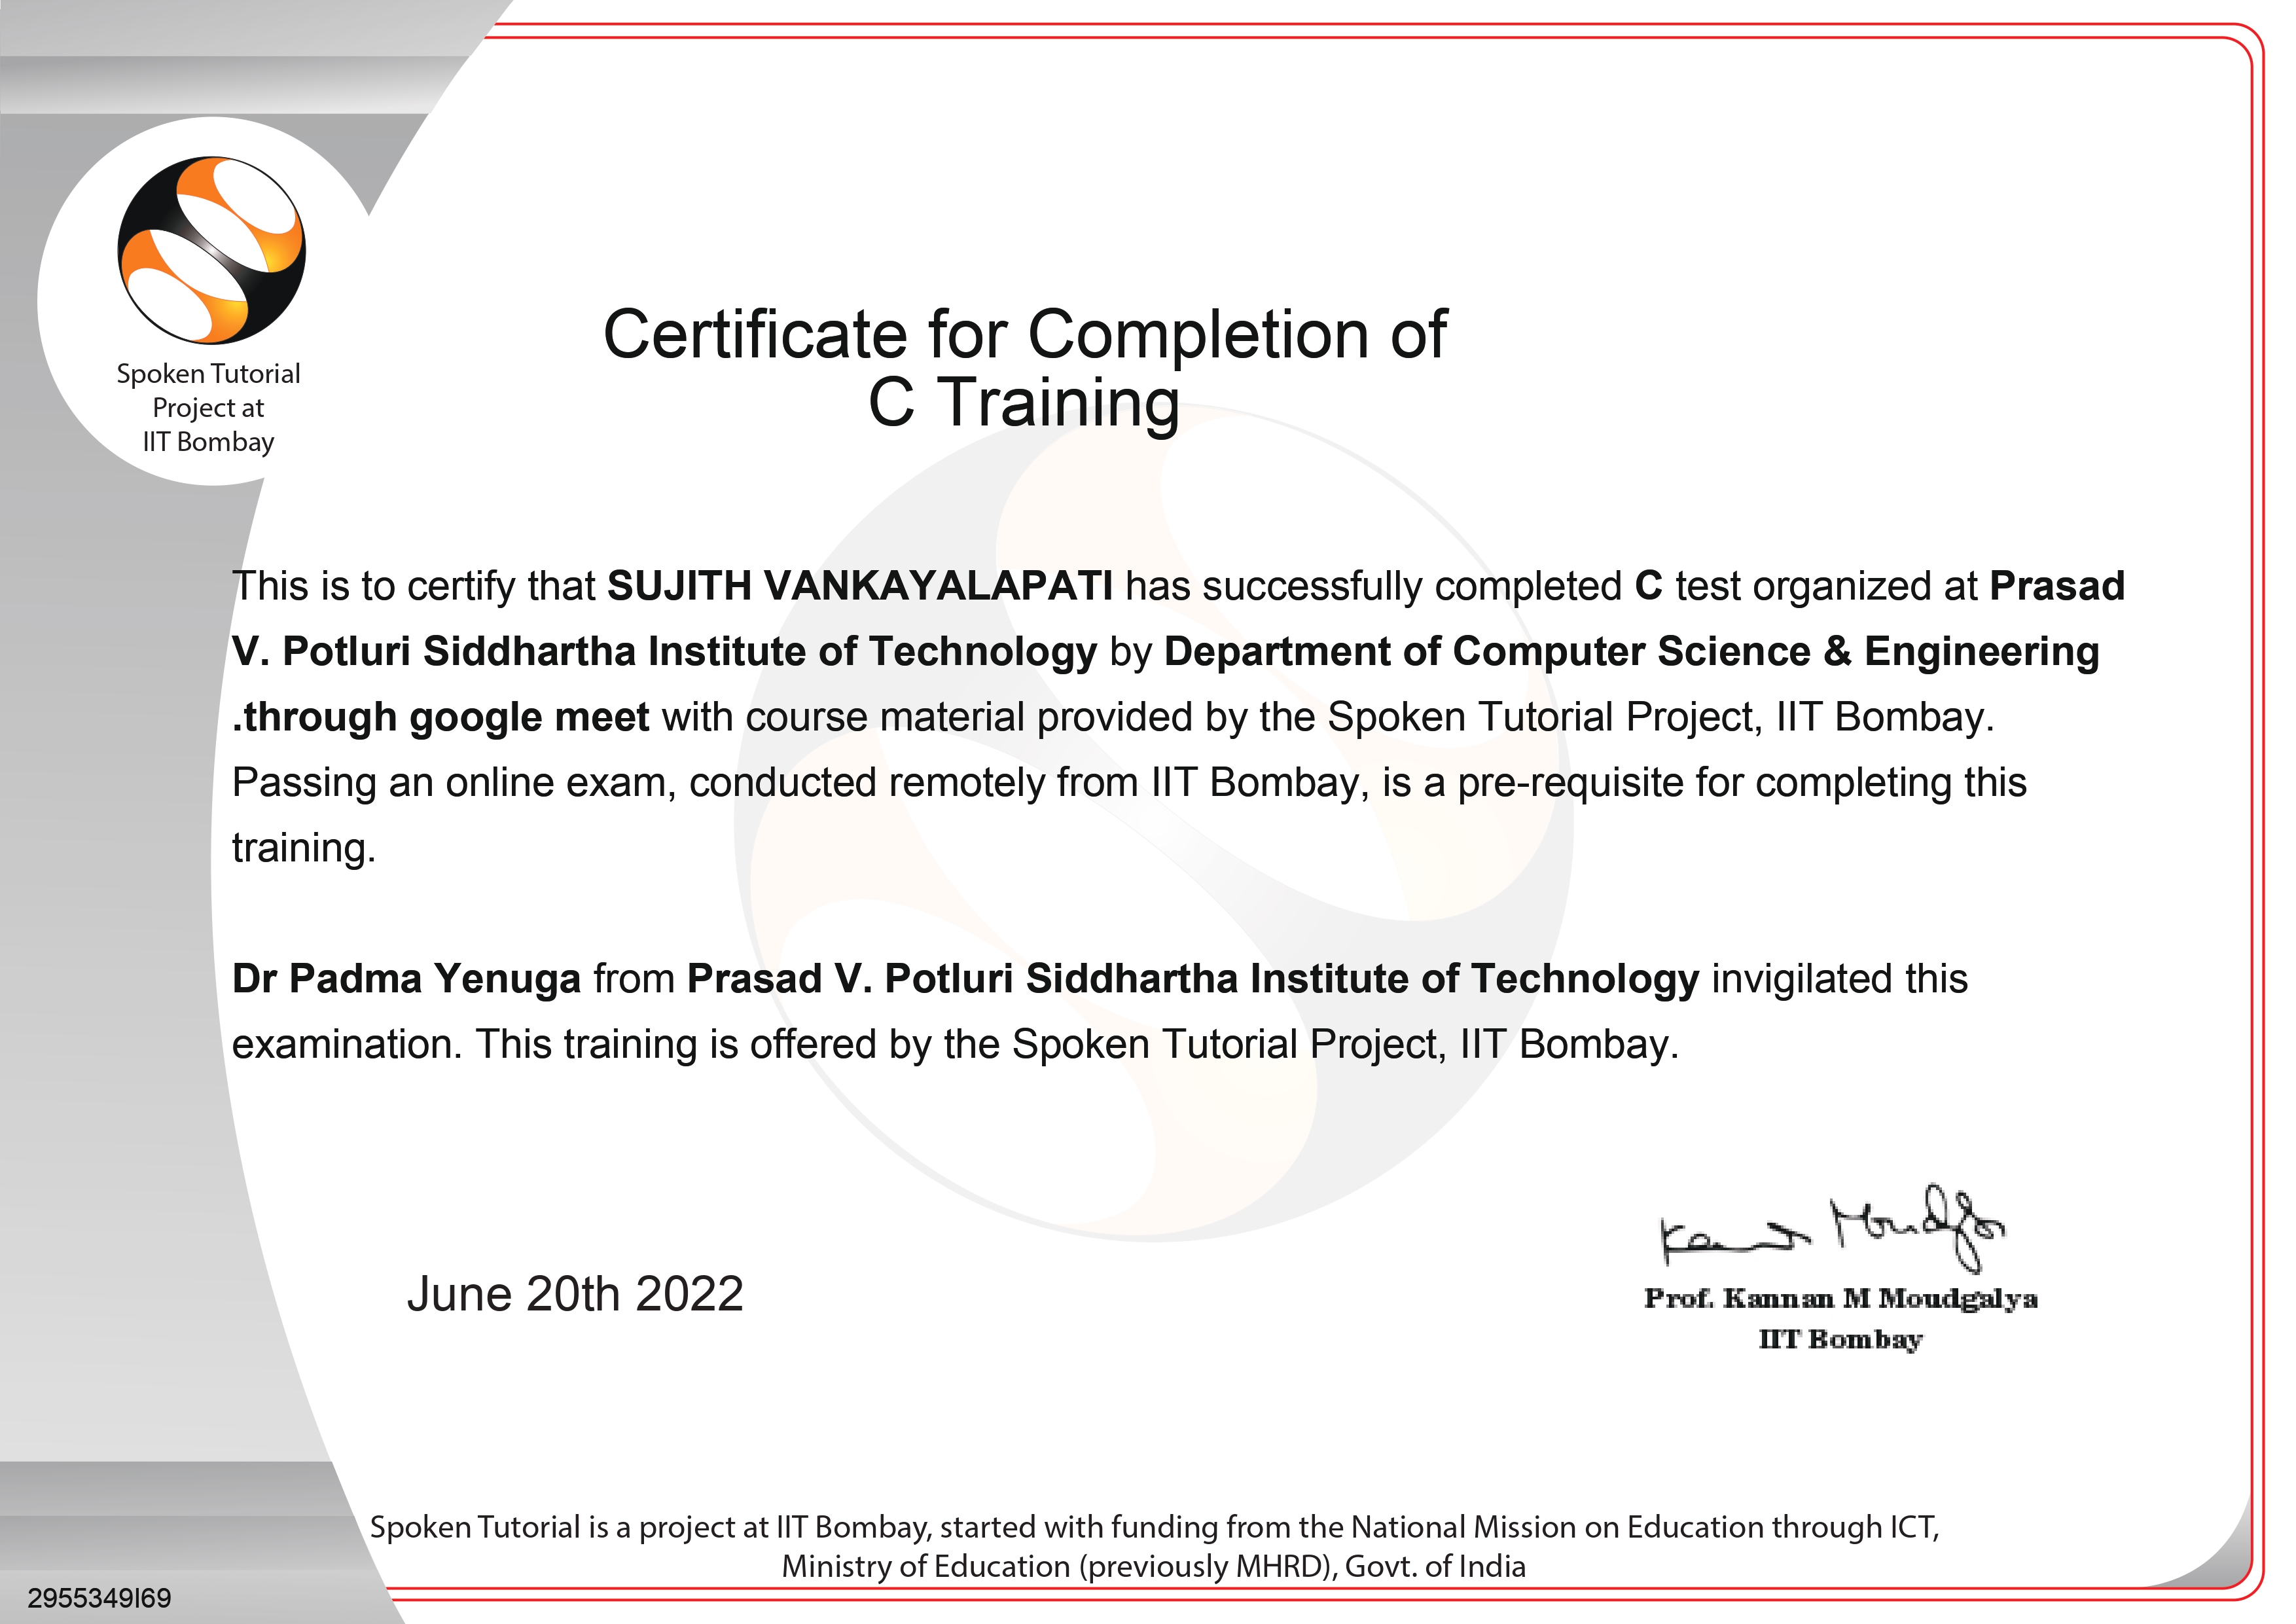 Spoken Tutorial
Project at
IIT Bombay
Certificate for Completion of
C Training
This is to certify that SUJITH VANKAYALAPATI has successfully completed C test organized at Prasad
V. Potluri Siddhartha Institute of Technology by Department of Computer Science & Engineering
.through google meet with course material provided by the Spoken Tutorial Project, IIT Bombay.
Passing an online exam, conducted remotely from IIT Bombay, is a pre-requisite for completing this
training.
Dr Padma Yenuga from Prasad V. Potluri Siddhartha Institute of Technology invigilated this
examination. This training is offered by the Spoken Tutorial Project, IIT Bombay.
June 20th 2022
Prof. Kannan M Moudgalya
IIT Bombay
Spoken Tutorial is a project at IIT Bombay, started with funding from the National Mission on Education through ICT,
Ministry of Education (previously MHRD), Govt. of India
2955349I69